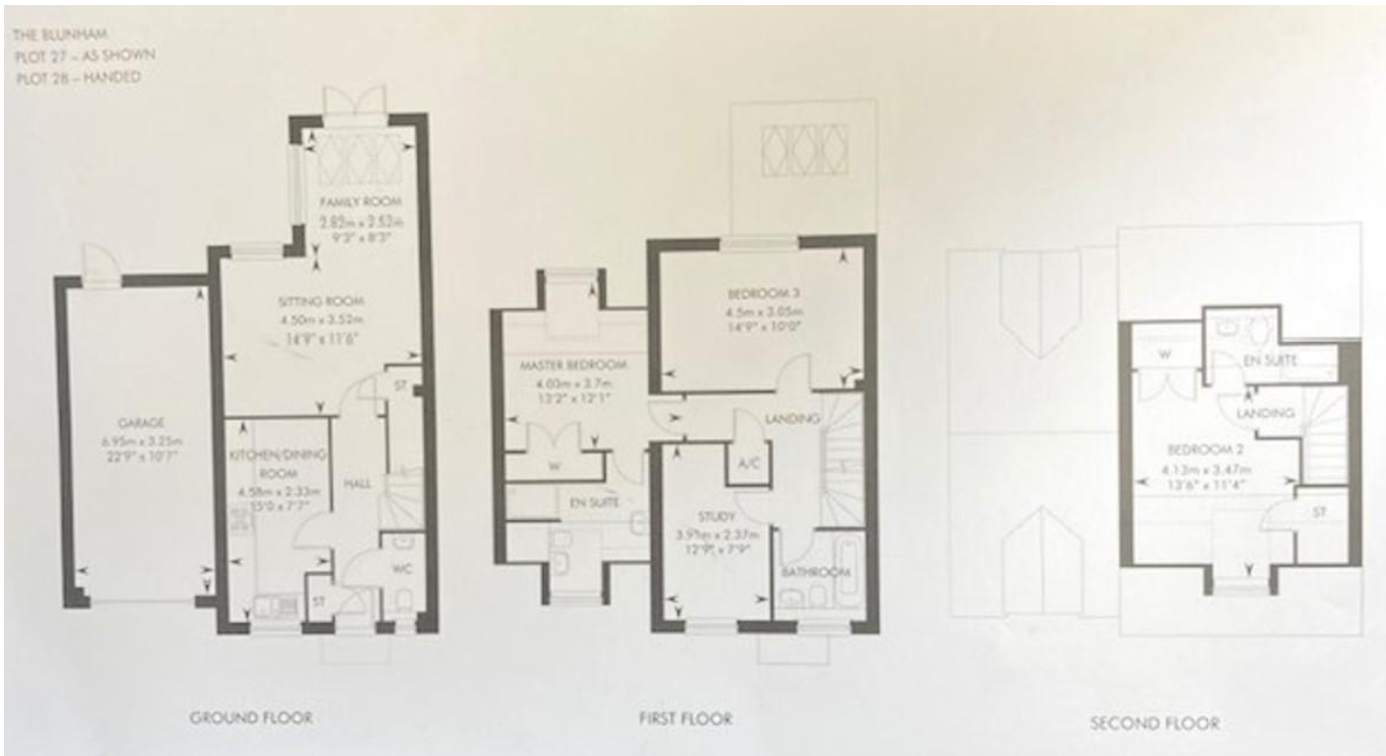 THE BLUNHAM
PLOT 27 – AS SHOWN
PLOT 28 – HANDED
FAMILY ROOM
2.82m x 2.52m
9'3" x 8'3"
SITTING ROOM
4.50m x 3.52m
14'9" x 11'6"
ST
GARAGE
6.95m x 3.25m
22'9" x 10'7"
KITCHEN/DINING
ROOM
4.58m x 2.33m
15'0 x 7'7"
HALL
WC
ST
GROUND FLOOR
BEDROOM 3
4.5m x 3.05m
14'9" x 10'0"
MASTER BEDROOM
4.03m x 3.7m
13'2" x 12'1"
LANDING
W
A/C
EN SUITE
STUDY
12'9" x 7'9"
BATHROOM
FIRST FLOOR
W
EN SUITE
LANDING
BEDROOM 2
4.13m x 3.47m
13'6" x 11'4"
ST
SECOND FLOOR